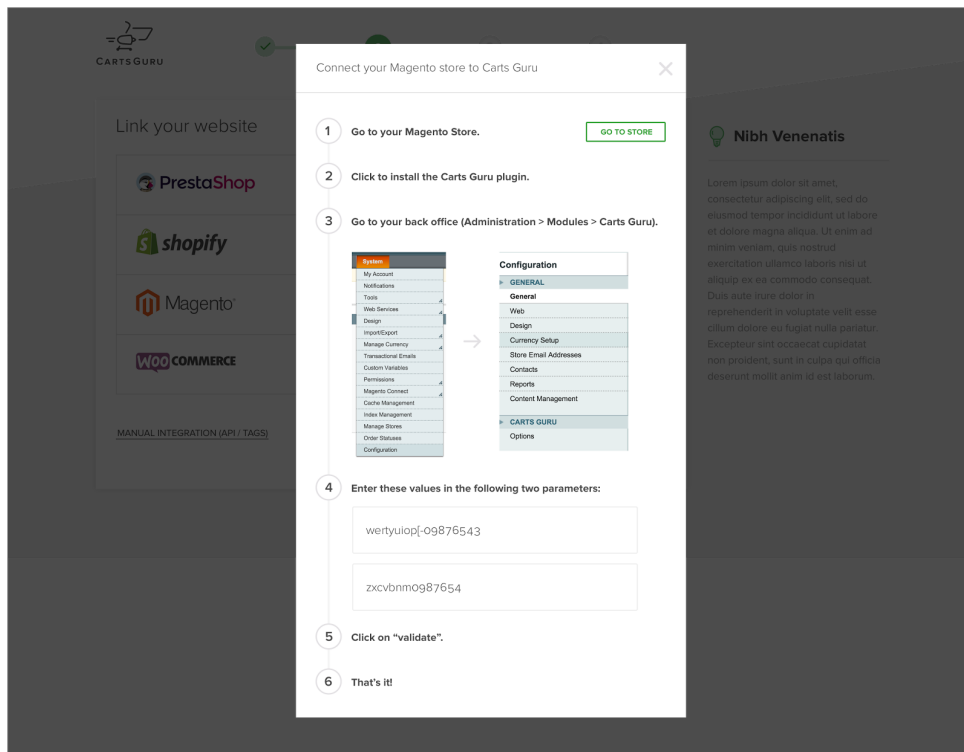 CARTSGURU
Connect your Magento store to Carts Guru
Link your website
PrestaShop
shopify
Magento
WOO COMMERCE
MANUAL INTEGRATION (API / TAGS)
1
Go to your Magento Store.
GO TO STORE
2
Click to install the Carts Guru plugin.
3
Go to your back office (Administration > Modules > Carts Guru).
System
My Account
Notifications
Tools
Web Services
Design
Import/Export
Manage Currency
Transactional Emails
Custom Variables
Permissions
Magento Connect
Cache Management
Index Management
Manage Stores
Order Statuses
Configuration
Configuration
GENERAL
General
Web
Design
Currency Setup
Store Email Addresses
Contacts
Reports
Content Management
CARTS GURU
Options
4
Enter these values in the following two parameters:
wertyuiop[-09876543
zxcvbnm0987654
5
Click on “validate”.
6
That’s it!
Nibh Venenatis
Lorem ipsum dolor sit amet,
consectetur adipiscing elit, sed do
eiusmod tempor incididunt ut labore
et dolore magna aliqua. Ut enim ad
minim veniam, quis nostrud
exercitation ullamco laboris nisi ut
aliquip ex ea commodo consequat.
Duis aute irure dolor in
reprehenderit in voluptate velit esse
cillum dolore eu fugiat nulla pariatur.
Excepteur sint occaecat cupidatat
non proident, sunt in culpa qui officia
deserunt mollit anim id est laborum.